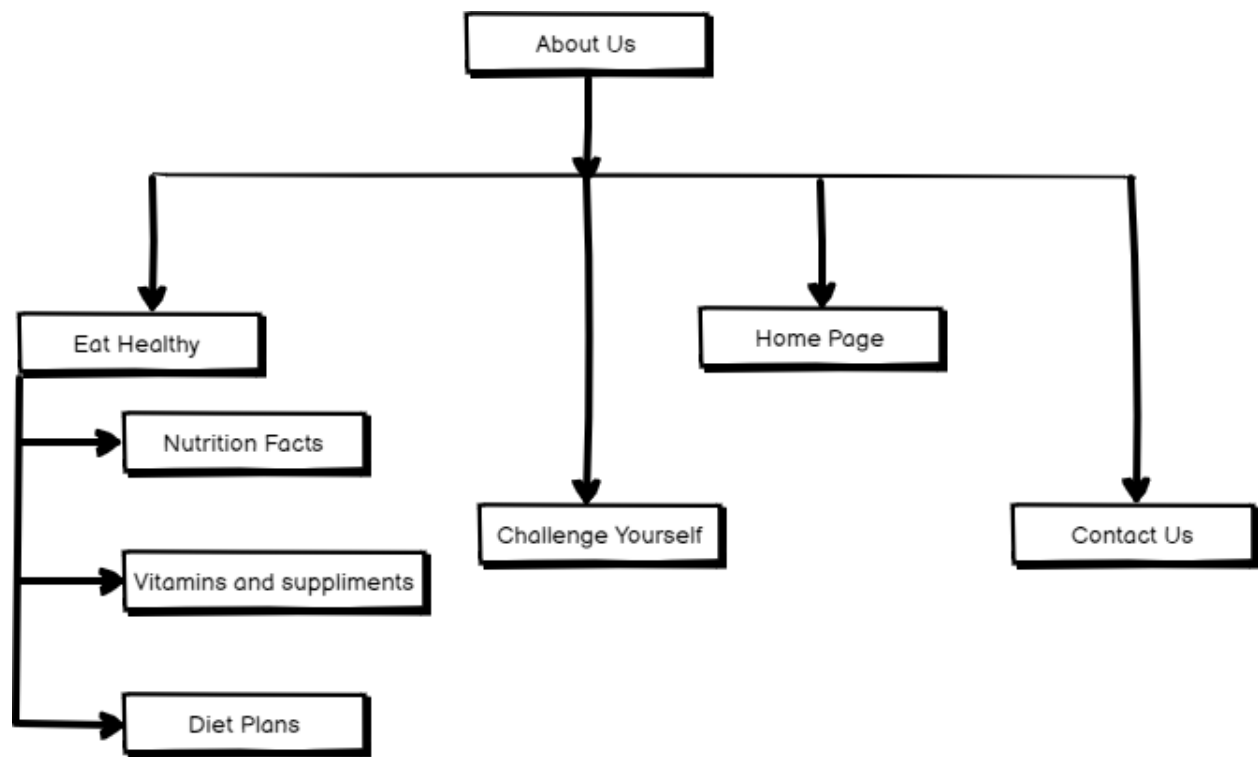 About Us
Eat Healthy
Home Page
Nutrition Facts
Challenge Yourself
Contact Us
Vitamins and suppliments
Diet Plans